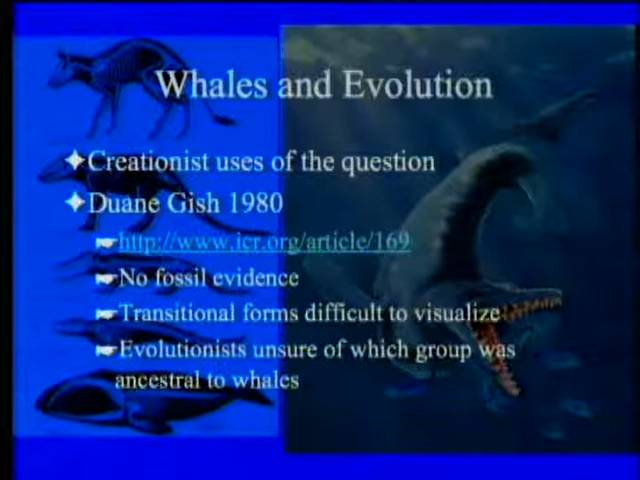 Whales and Evolution
Creationist uses of the question
Duane Gish 1980
http://www.icr.org/article/169
No fossil evidence
Transitional forms difficult to visualize
Evolutionists unsure of which group was
ancestral to whales